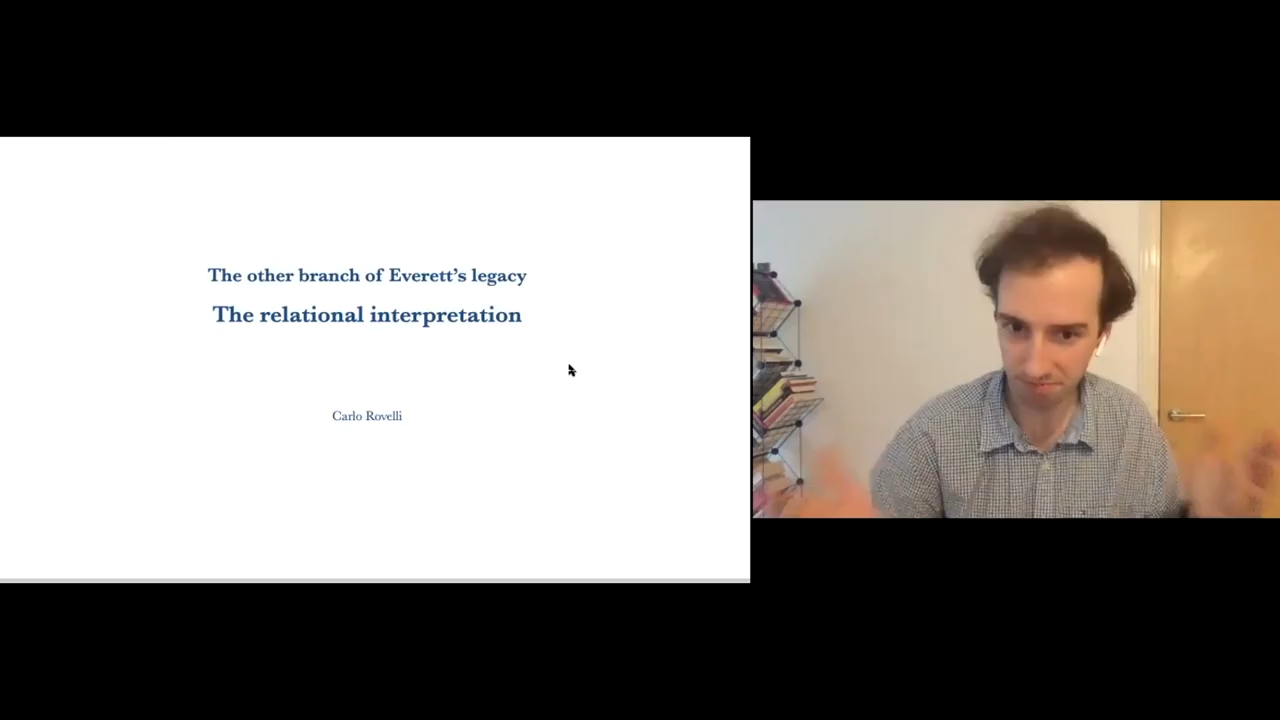 The other branch of Everett's legacy
The relational interpretation
Carlo Rovelli